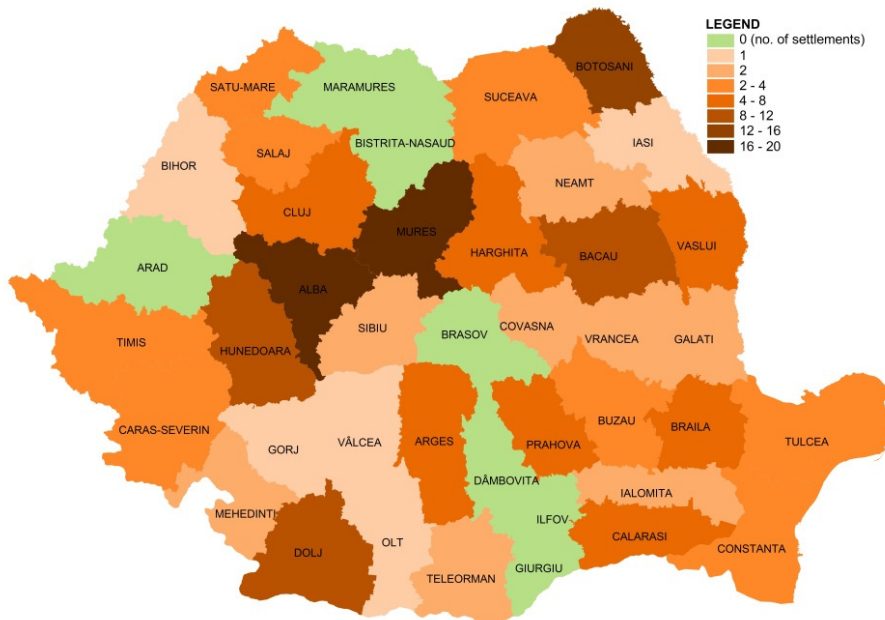 LEGEND
0 (no. of settlements)
1
2
2 - 4
4 - 8
8 - 12
12 - 16
16 - 20
BOTOSANI
SATU-MARE
MARAMURES
SUCEAVA
IASI
BISTRITA-NASAUD
SALAJ
BIHOR
NEAMT
CLUJ
MURES
HARGHITA
BACAU
VASLUI
ARAD
ALBA
SIBIU
BRASOV
COVASNA
VRANCEA
GALATI
TIMIS
HUNEDOARA
CARAS-SEVERIN
GORJ
VÂLCEA
ARGES
PRAHOVA
BUZAU
BRAILA
TULCEA
DÂMBOVITA
IALOMITA
MEHEDINTI
ILFOV
CALARASI
CONSTANTA
DOLJ
OLT
TELEORMAN
GIURGIU